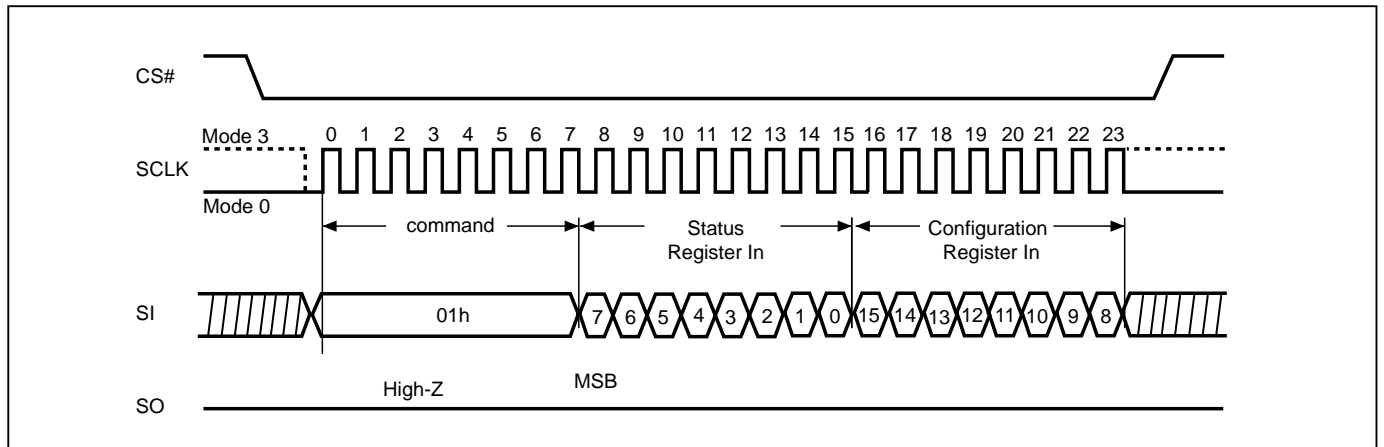 CS#
Mode 3
0 1 2 3 4 5 6 7 8 9 10 11 12 13 14 15 16 17 18 19 20 21 22 23
SCLK
Mode 0
command
Status
Register In
Configuration
Register In
SI
01h
7 6 5 4 3 2 1 0 15 14 13 12 11 10 9 8
High-Z
MSB
SO